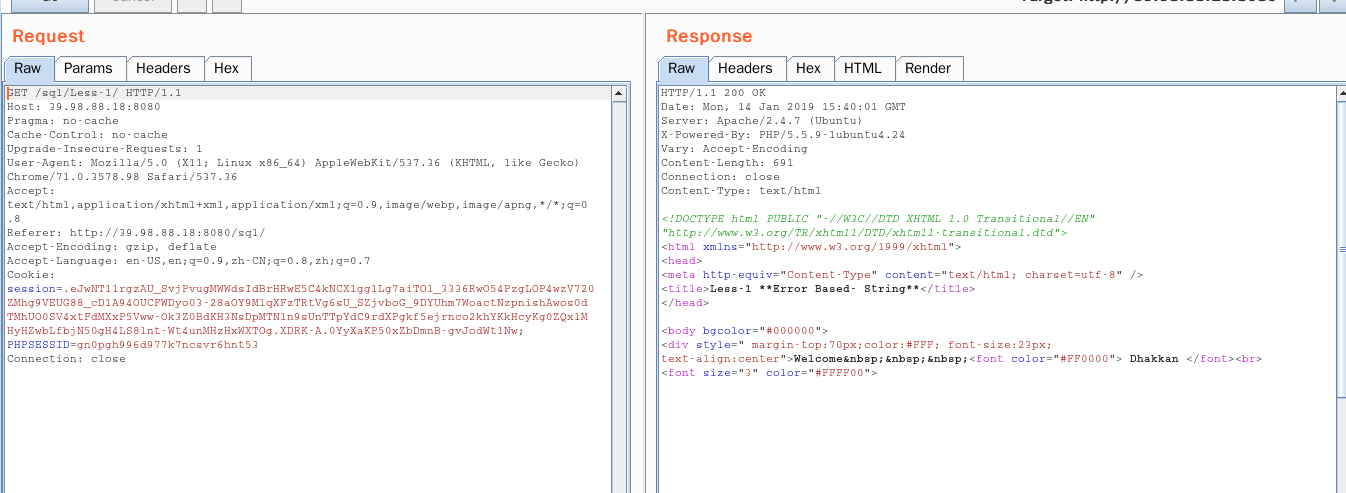 Request
Raw Params Headers Hex
GET /sql/Less-1/ HTTP/1.1
Host: 39.98.88.18:8080
Pragma: no-cache
Cache-Control: no-cache
Upgrade-Insecure-Requests: 1
User-Agent: Mozilla/5.0 (X11; Linux x86_64) AppleWebKit/537.36 (KHTML, like Gecko)
Chrome/71.0.3578.98 Safari/537.36
Accept:
text/html,application/xhtml+xml,application/xml;q=0.9,image/webp,image/apng,*/*;q=0
.8
Referer: http://39.98.88.18:8080/sql/
Accept-Encoding: gzip, deflate
Accept-Language: en-US,en;q=0.9,zh-CN;q=0.8,zh;q=0.7
Cookie:
PHPSESSID=gn0pgh996d977k7ncsvr6hnt53
Connection: close
Response
Raw Headers Hex HTML Render
HTTP/1.1 200 OK
Date: Mon, 14 Jan 2019 15:40:01 GMT
Server: Apache/2.4.7 (Ubuntu)
X-Powered-By: PHP/5.5.9-1ubuntu4.24
Vary: Accept-Encoding
Content-Length: 691
Connection: close
Content-Type: text/html
<!DOCTYPE html PUBLIC "-//W3C//DTD XHTML 1.0 Transitional//EN"
"http://www.w3.org/TR/xhtml1/DTD/xhtml1-transitional.dtd">
<html xmlns="http://www.w3.org/1999/xhtml">
<head>
<meta http-equiv="Content-Type" content="text/html; charset=utf-8" />
<title>Less-1 **Error Based- String**</title>
</head>
<body bgcolor="#000000">
<div style=" margin-top:70px;color:#FFF; font-size:23px;
text-align:center">Welcome&nbsp;&nbsp;&nbsp;<font color="#FF0000"> Dhakkan </font><br>
<font size="3" color="#FFFF00">